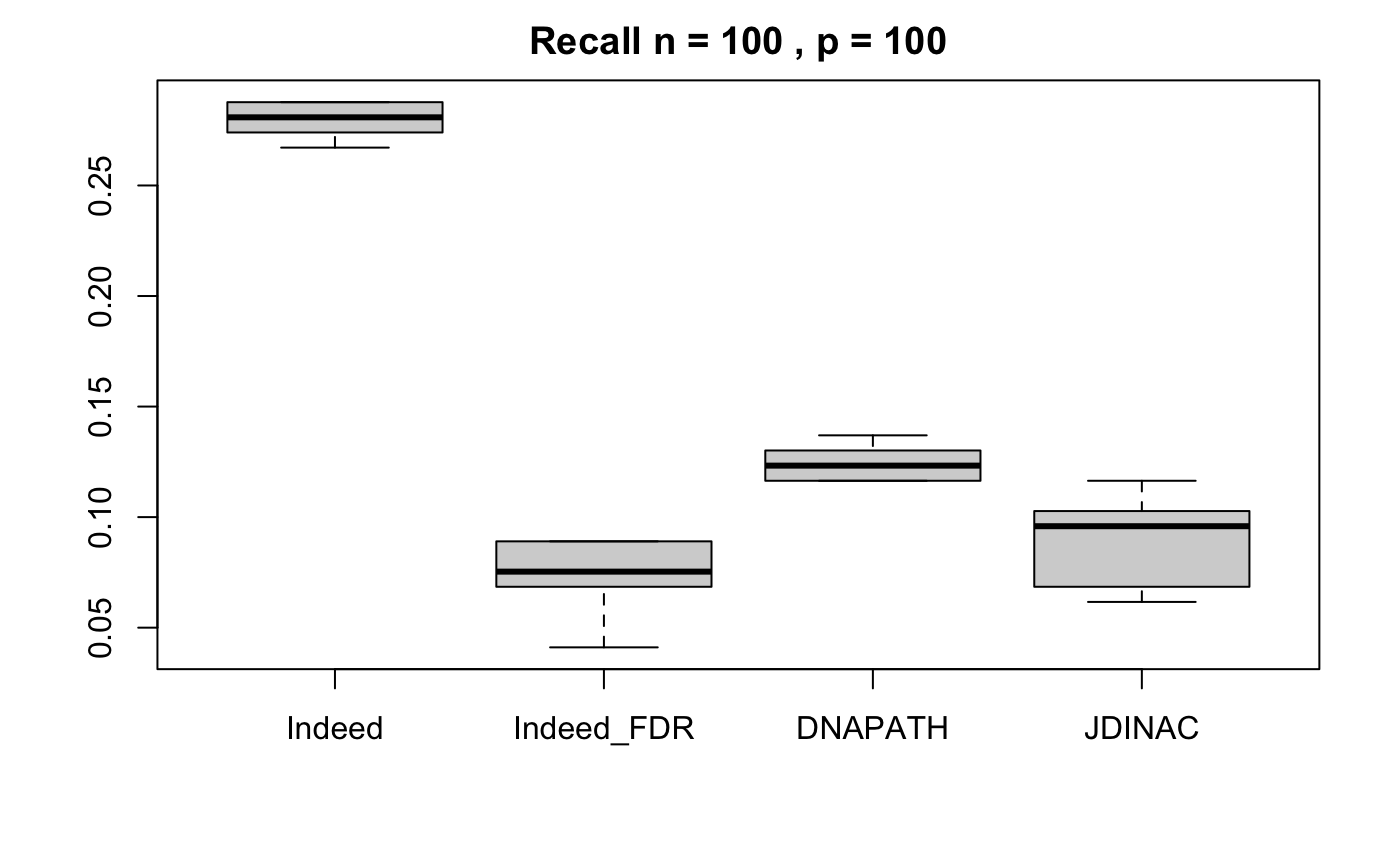 Recall n = 100 , p = 100
0.25
0.20
0.15
0.10
0.05
Indeed Indeed_FDR DNAPATH JDINAC